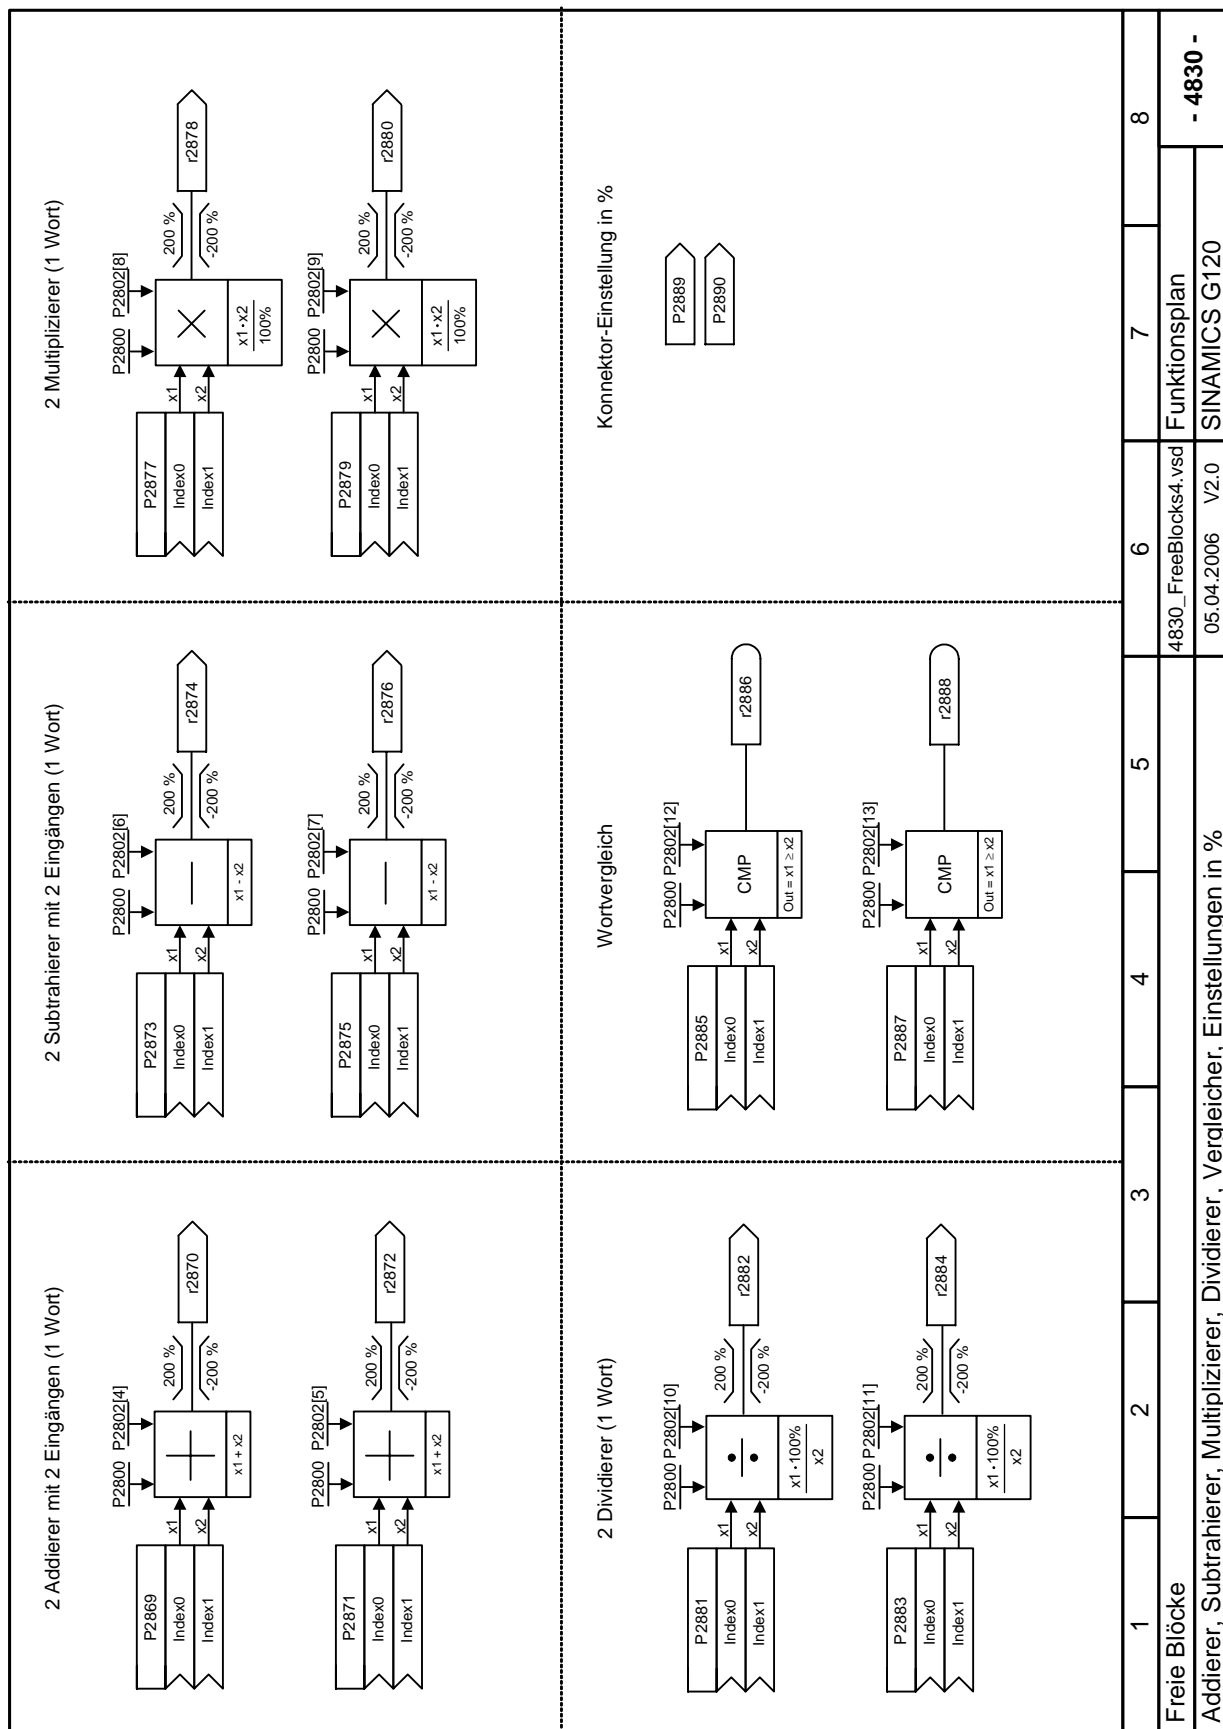 2 Addierer mit 2 Eingängen (1 Wort)
P2800 P2802[4]
P2869
Index0
Index1
x1
x2
x1 + x2
200 %
-200 %
r2870
P2800 P2802[5]
P2871
Index0
Index1
x1
x2
x1 + x2
200 %
-200 %
r2872
2 Subtrahierer mit 2 Eingängen (1 Wort)
P2800 P2802[6]
P2873
Index0
Index1
x1
x2
x1 - x2
200 %
-200 %
r2874
P2800 P2802[7]
P2875
Index0
Index1
x1
x2
x1 - x2
200 %
-200 %
r2876
2 Multiplizierer (1 Wort)
P2800 P2802[8]
P2877
Index0
Index1
x1
x2
x1•x2
100%
200 %
-200 %
r2878
P2800 P2802[9]
P2879
Index0
Index1
x1
x2
x1•x2
100%
200 %
-200 %
r2880
2 Dividierer (1 Wort)
P2800 P2802[10]
P2881
Index0
Index1
x1
x2
x1•100%
x2
200 %
-200 %
r2882
P2800 P2802[11]
P2883
Index0
Index1
x1
x2
x1•100%
x2
200 %
-200 %
r2884
Wortvergleich
P2800 P2802[12]
P2885
Index0
Index1
x1
x2
CMP
Out = x1 ≥ x2
r2886
P2800 P2802[13]
P2887
Index0
Index1
x1
x2
CMP
Out = x1 ≥ x2
r2888
Konnektor-Einstellung in %
P2889
P2890
1 2 3 4 5 6 7 8
Freie Blöcke 4830_FreeBlocks4.vsd Funktionsplan - 4830 -
Addierer, Subtrahierer, Multiplizierer, Dividierer, Vergleicher, Einstellungen in % 05.04.2006 V2.0 SINAMICS G120